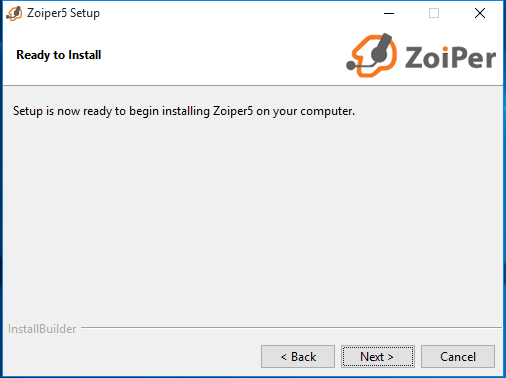 Zoiper5 Setup
Ready to Install
ZoiPer
Setup is now ready to begin installing Zoiper5 on your computer.
InstallBuilder
< Back
Next >
Cancel